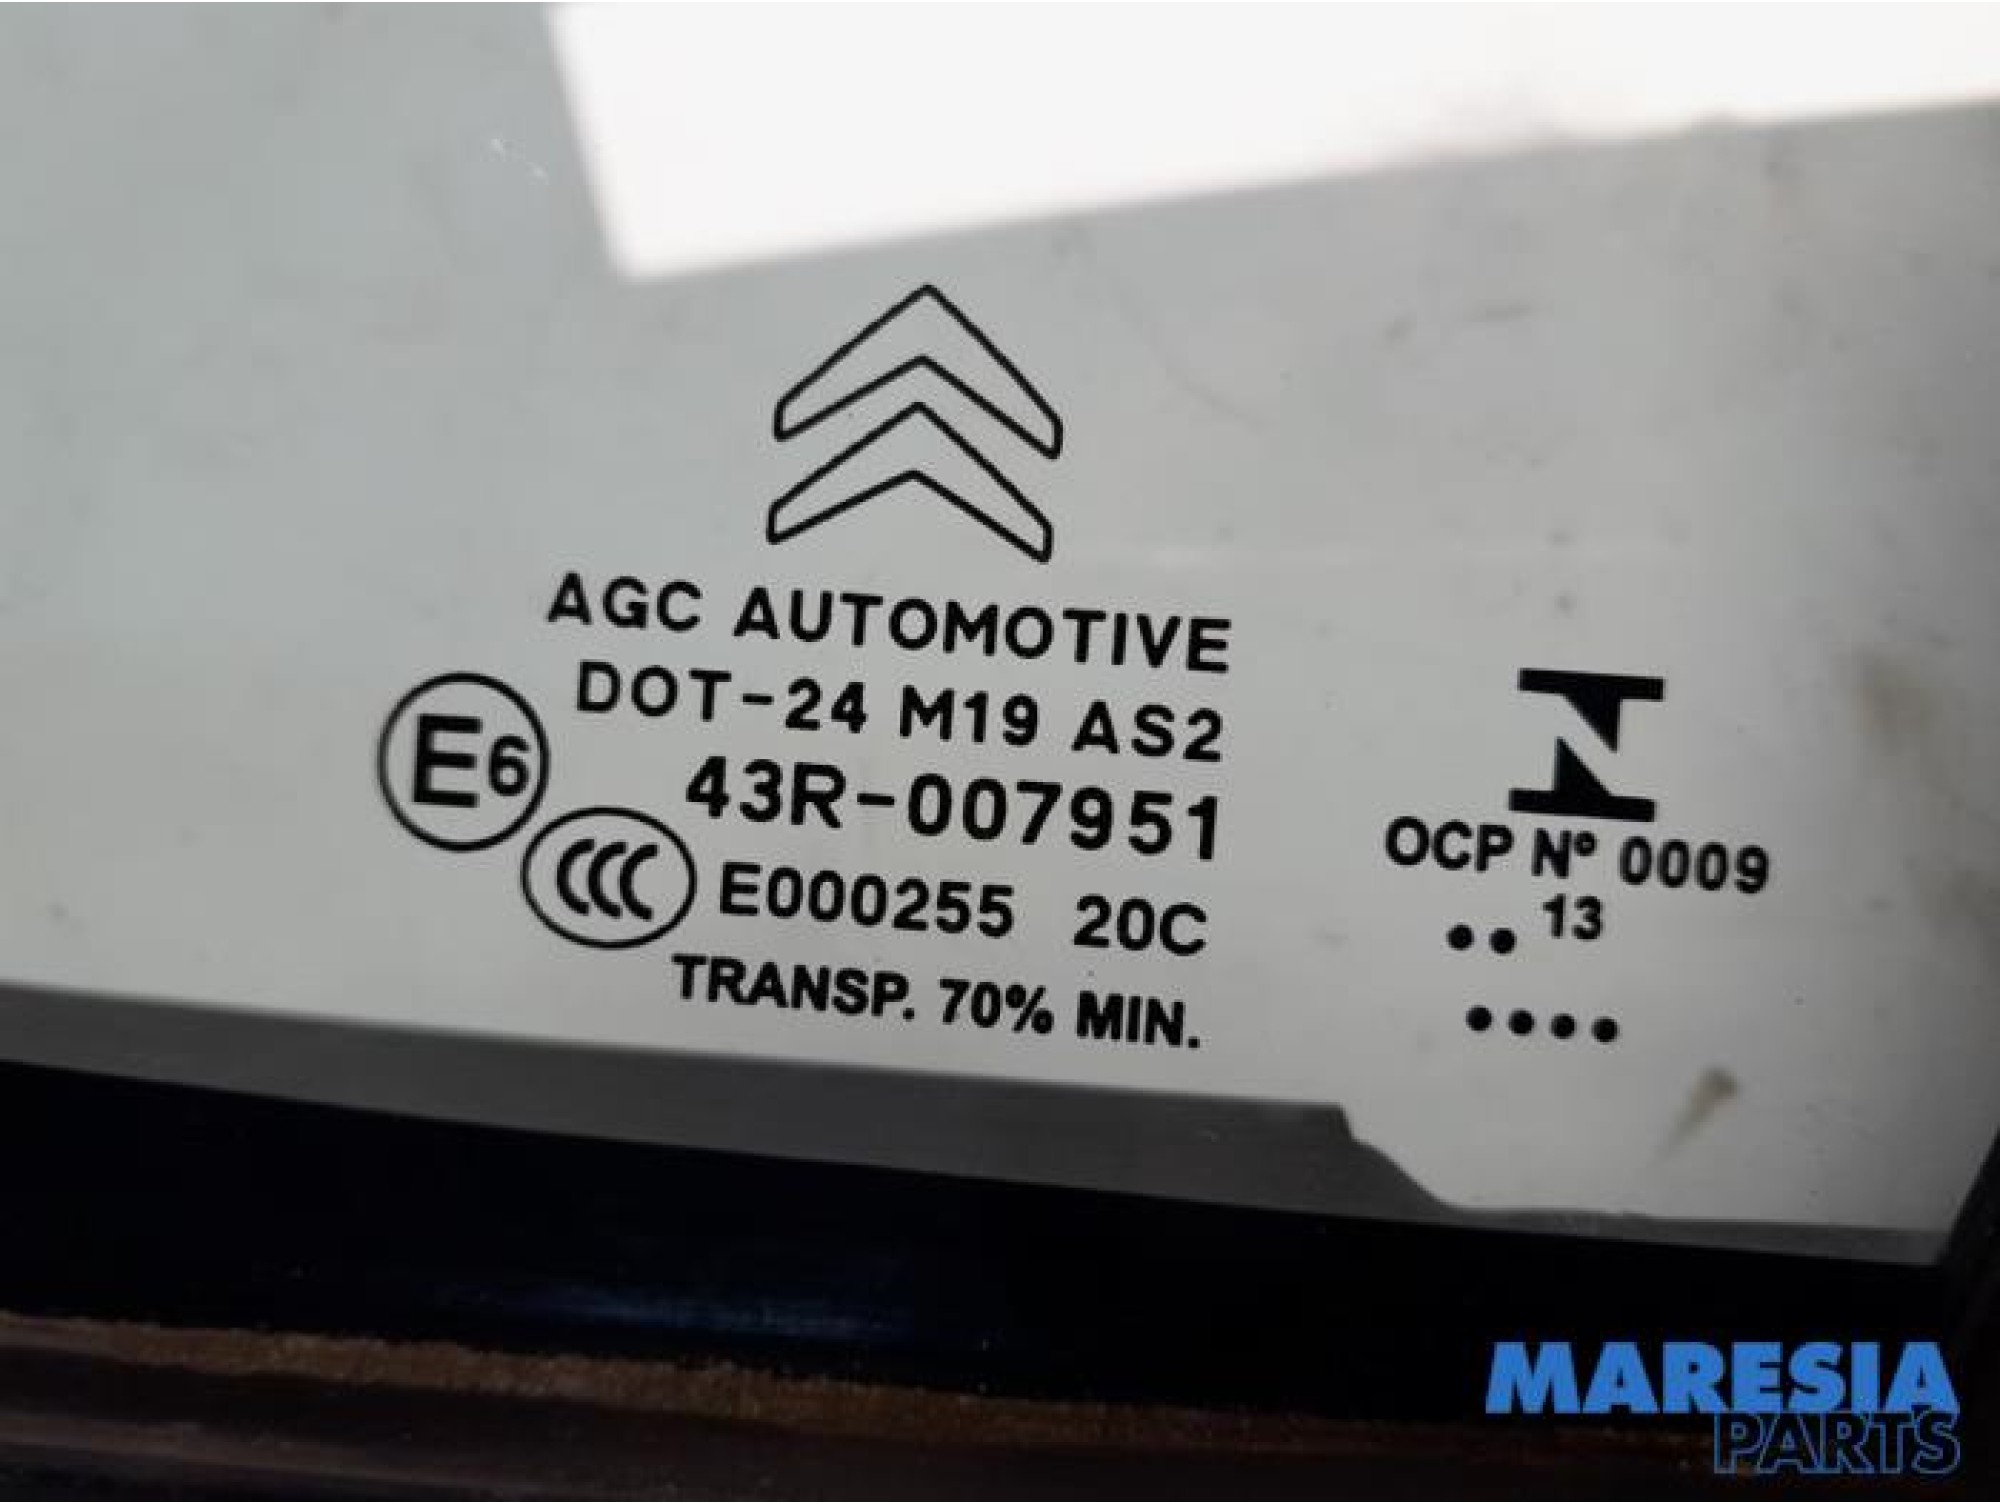 AGC AUTOMOTIVE
DOT-24 M19 AS2
E6
43R-007951
CCC E000255 20C
TRANSP. 70% MIN.
N
OCP Nº 0009
•• 13
••••
MARESIA
PARTS